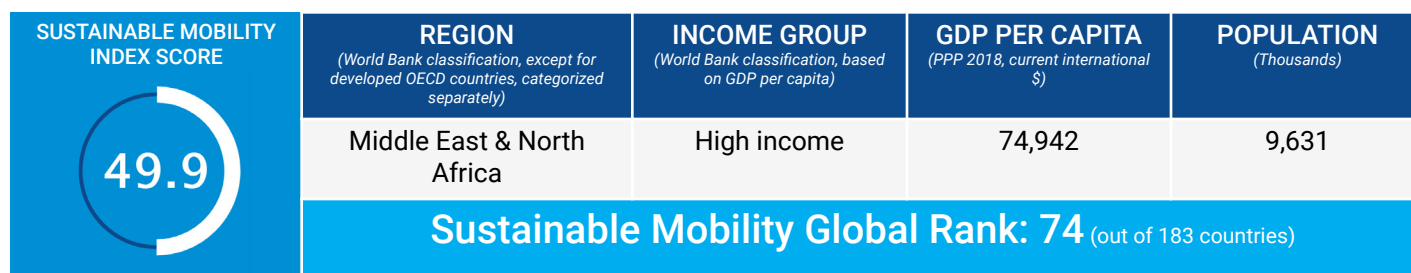 SUSTAINABLE MOBILITY
INDEX SCORE
49.9
REGION
(World Bank classification, except for
developed OECD countries, categorized
separately)
Middle East & North
Africa
INCOME GROUP
(World Bank classification, based
on GDP per capita)
High income
GDP PER CAPITA
(PPP 2018, current international
$)
74,942
POPULATION
(Thousands)
9,631
Sustainable Mobility Global Rank: 74 (out of 183 countries)